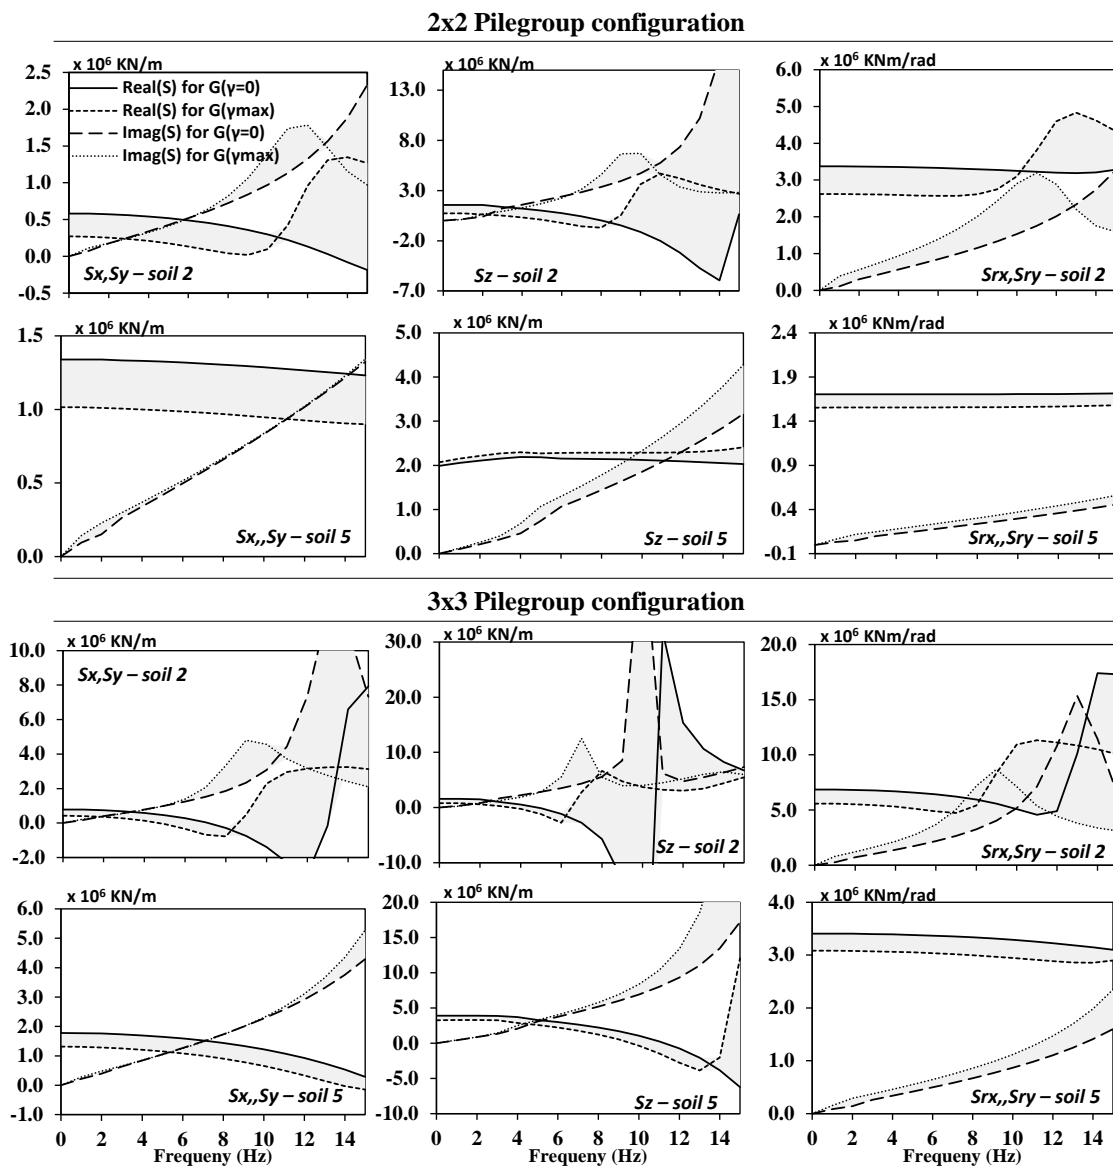 2x2 Pilegroup configuration
x 10⁶ KN/m
2.5
2.0
1.5
1.0
0.5
0.0
-0.5
Real(S) for G(γ=0)
Real(S) for G(γmax)
Imag(S) for G(γ=0)
Imag(S) for G(γmax)
Sx,Sy – soil 2
x 10⁶ KN/m
13.0
8.0
3.0
-2.0
-7.0
Sz – soil 2
x 10⁶ KNm/rad
6.0
5.0
4.0
3.0
2.0
1.0
0.0
Srx,Sry – soil 2
x 10⁶ KN/m
1.5
1.0
0.5
0.0
Sx,,Sy – soil 5
x 10⁶ KN/m
5.0
4.0
3.0
2.0
1.0
0.0
Sz – soil 5
x 10⁶ KNm/rad
2.4
1.9
1.4
0.9
0.4
-0.1
Srx,,Sry – soil 5
3x3 Pilegroup configuration
x 10⁶ KN/m
10.0
8.0
6.0
4.0
2.0
0.0
-2.0
Sx,Sy – soil 2
x 10⁶ KN/m
30.0
20.0
10.0
0.0
-10.0
Sz – soil 2
x 10⁶ KNm/rad
20.0
15.0
10.0
5.0
0.0
Srx,Sry – soil 2
x 10⁶ KN/m
6.0
5.0
4.0
3.0
2.0
1.0
0.0
-1.0
Sx,,Sy – soil 5
0 2 4 6 8 10 12 14
Frequeny (Hz)
x 10⁶ KN/m
20.0
15.0
10.0
5.0
0.0
-5.0
-10.0
Sz – soil 5
0 2 4 6 8 10 12 14
Frequeny (Hz)
x 10⁶ KNm/rad
4.0
3.0
2.0
1.0
0.0
Srx,,Sry – soil 5
0 2 4 6 8 10 12 14
Frequeny (Hz)